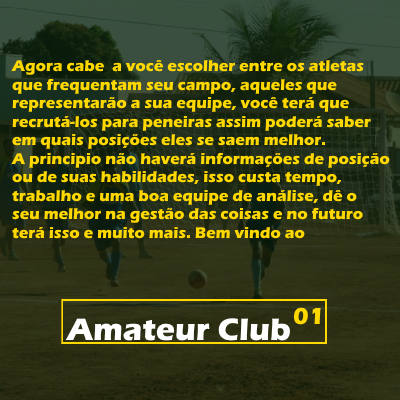 Agora cabe a você escolher entre os atletas
que frequentam seu campo, aqueles que
representarão a sua equipe, você terá que
recrutá-los para peneiras assim poderá saber
em quais posições eles se saem melhor.
A principio não haverá informações de posição
ou de suas habilidades, isso custa tempo,
trabalho e uma boa equipe de análise, dê o
seu melhor na gestão das coisas e no futuro
terá isso e muito mais. Bem vindo ao
Amateur Club 01